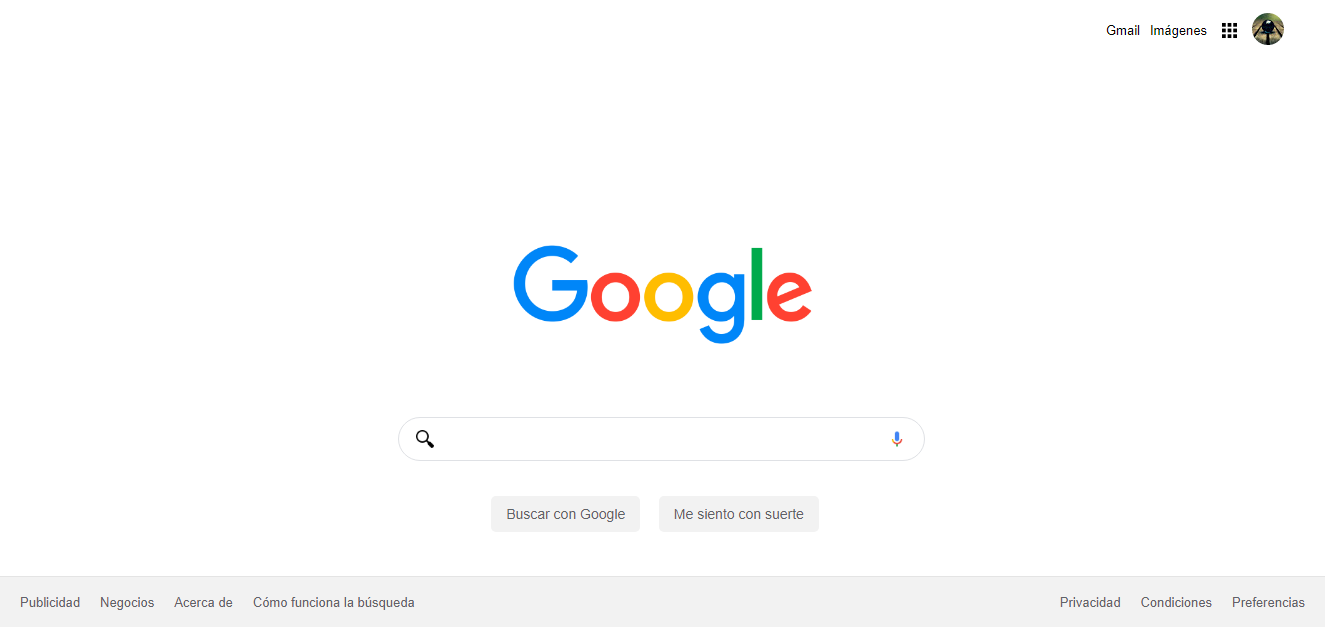 Gmail Imágenes
Google
Buscar con Google Me siento con suerte
Publicidad Negocios Acerca de Cómo funciona la búsqueda Privacidad Condiciones Preferencias